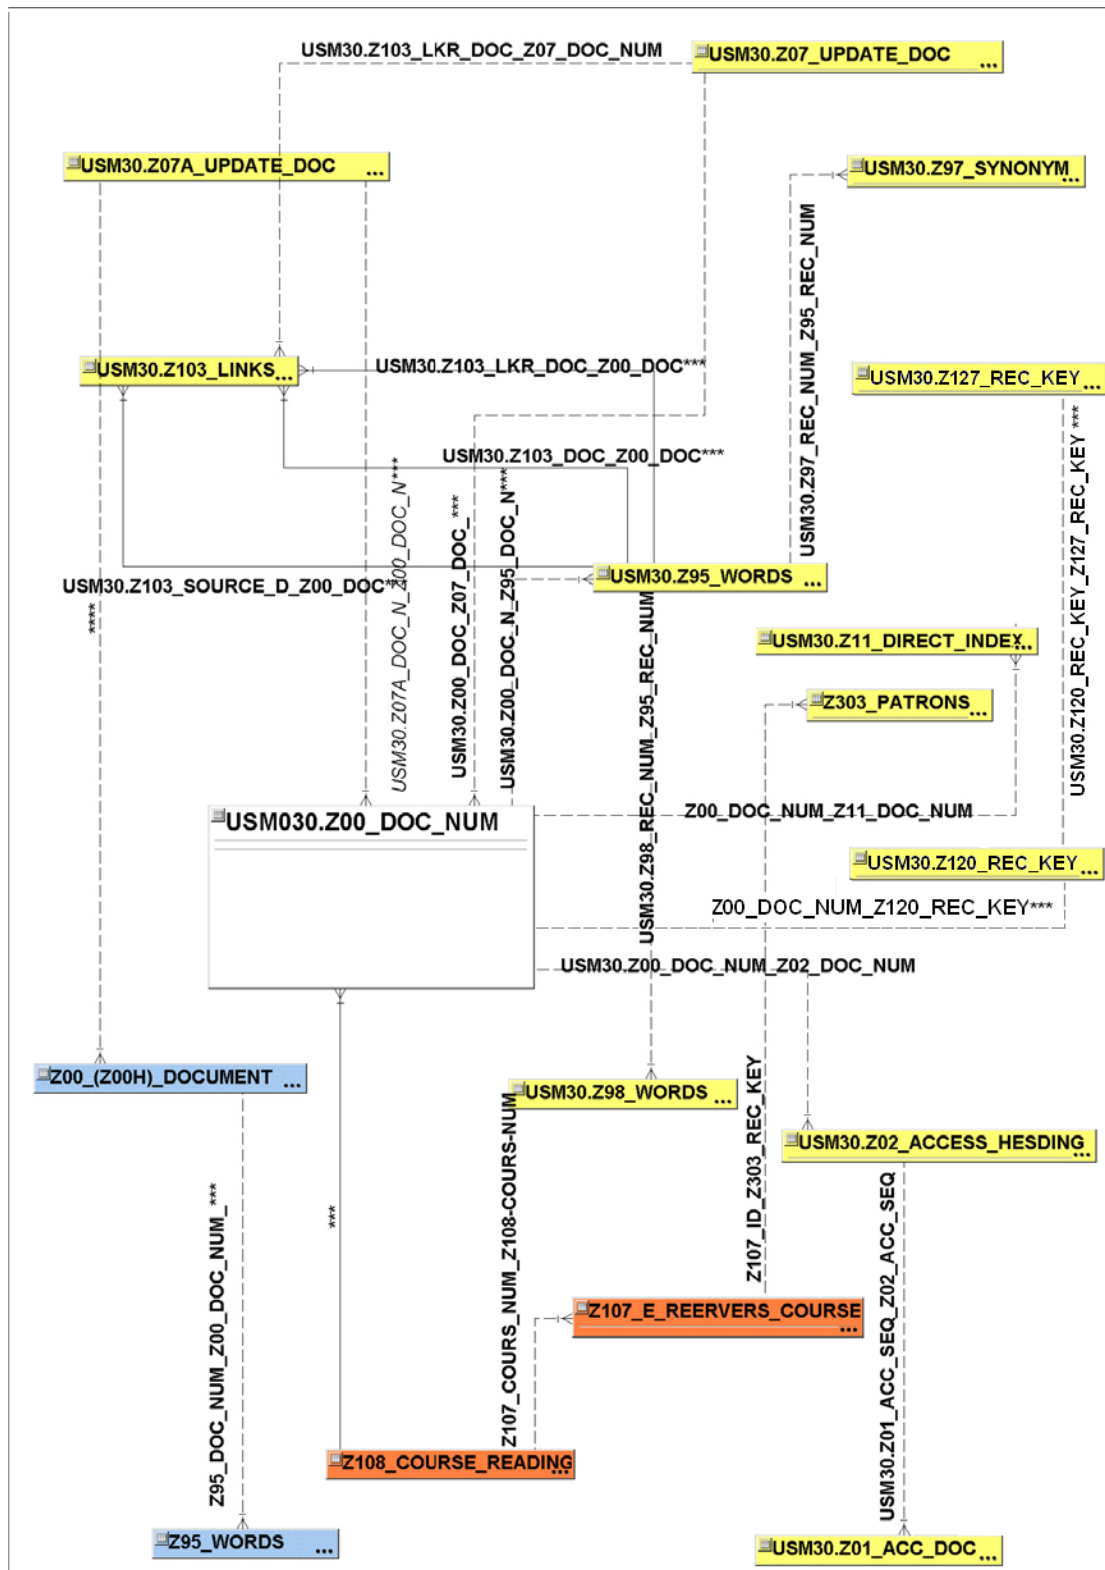 USM30.Z103_LKR_DOC_Z07_DOC_NUM
USM30.Z07_UPDATE_DOC ...
USM30.Z07A_UPDATE_DOC ...
USM30.Z97_SYNONYM ...
USM30.Z97_REC_NUM_Z95_REC_NUM
USM30.Z103_LINKS ...
USM30.Z103_LKR_DOC_Z00_DOC***
USM30.Z127_REC_KEY ...
USM30.Z120_REC_KEY_Z127_REC_KEY ***
USM30.Z103_DOC_Z00_DOC***
USM30.Z07A_DOC_N_Z00_DOC_N***
USM30.Z00_DOC_Z07_DOC_***
USM30.Z00_DOC_N_Z95_DOC_N***
USM30.Z95_WORDS ...
USM30.Z103_SOURCE_D_Z00_DOC***
****
USM30.Z98_REC_NUM_Z95_REC_NUM
USM30.Z11_DIRECT_INDEX...
Z303_PATRONS ...
USM030.Z00_DOC_NUM
Z00_DOC_NUM_Z11_DOC_NUM
USM30.Z120_REC_KEY ...
Z00_DOC_NUM_Z120_REC_KEY***
USM30.Z00_DOC_NUM_Z02_DOC_NUM
Z00_(Z00H)_DOCUMENT ...
USM30.Z98_WORDS ...
USM30.Z02_ACCESS_HESDING ...
Z107_ID_Z303_REC_KEY
Z107_COURS_NUM_Z108-COURS-NUM
Z95_DOC_NUM_Z00_DOC_NUM_***
***
USM30.Z01_ACC_SEQ_Z02_ACC_SEQ
Z107_E_REERVERS_COURSE ...
Z108_COURSE_READING ...
Z95_WORDS ...
USM30.Z01_ACC_DOC ...